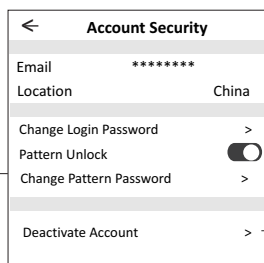 Account Security
Email ********
Location China
Change Login Password >
Pattern Unlock
Change Pattern Password >
Deactivate Account >